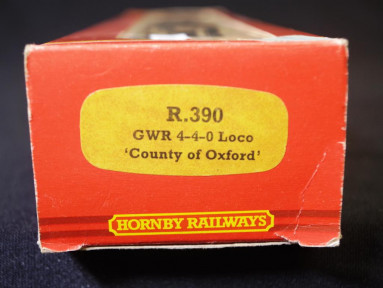 R.390
GWR 4-4-0 Loco
'County of Oxford'
HORNBY RAILWAYS